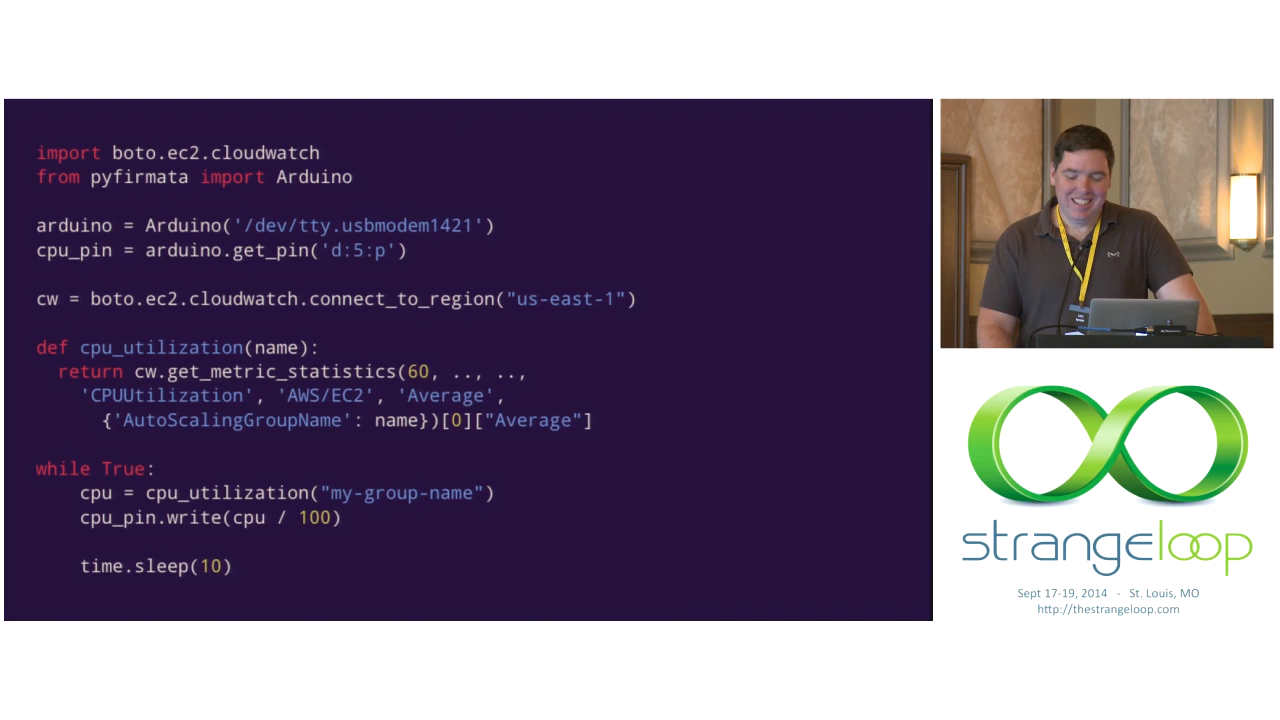 import boto.ec2.cloudwatch
from pyfirmata import Arduino
arduino = Arduino('/dev/tty.usbmodem1421')
cpu_pin = arduino.get_pin('d:5:p')
cw = boto.ec2.cloudwatch.connect_to_region("us-east-1")
def cpu_utilization(name):
  return cw.get_metric_statistics(60, .., ..,
    'CPUUtilization', 'AWS/EC2', 'Average',
      {'AutoScalingGroupName': name})[0]["Average"]
while True:
    cpu = cpu_utilization("my-group-name")
    cpu_pin.write(cpu / 100)
    time.sleep(10)
strangeloop
Sept 17-19, 2014 - St. Louis, MO
http://thestrangeloop.com